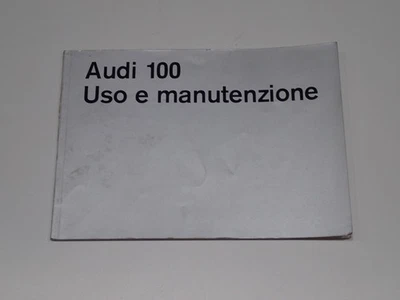 Audi 100
Uso e manutenzione